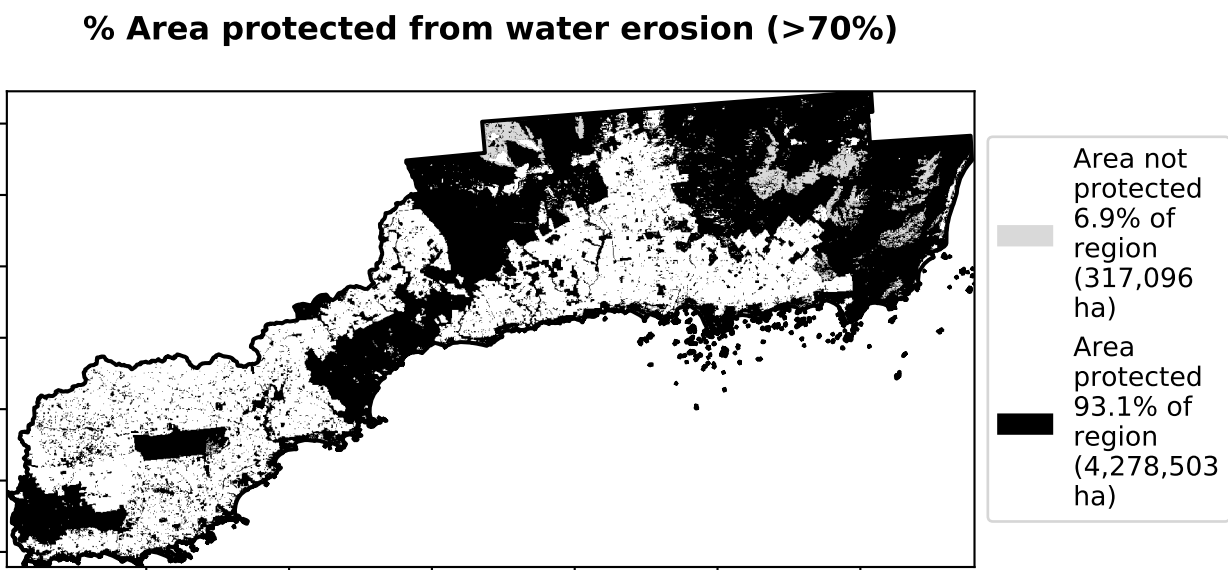 % Area protected from water erosion (>70%)
Area not
protected
6.9% of
region
(317,096
ha)
Area
protected
93.1% of
region
(4,278,503
ha)